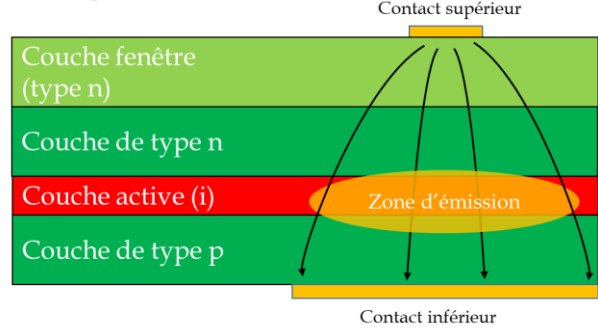 Contact supérieur
Couche fenêtre
(type n)
Couche de type n
Couche active (i)
Zone d'émission
Couche de type p
Contact inférieur